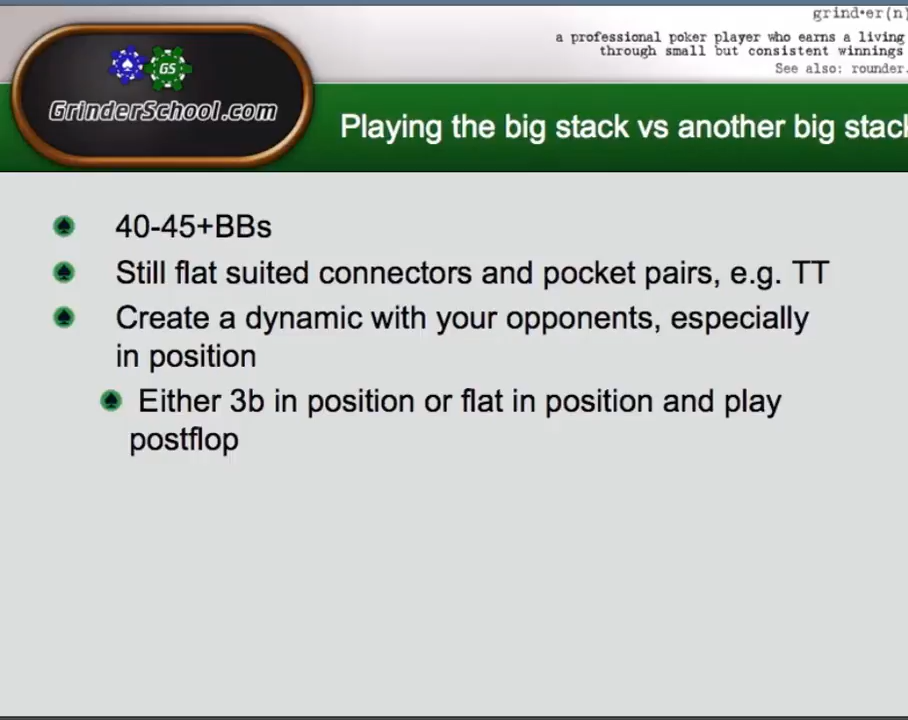 grind•er(n)
a professional poker player who earns a living
through small but consistent winnings
See also: rounder.
GS
GrinderSchool.com
Playing the big stack vs another big stack
40-45+BBs
Still flat suited connectors and pocket pairs, e.g. TT
Create a dynamic with your opponents, especially
in position
Either 3b in position or flat in position and play
postflop